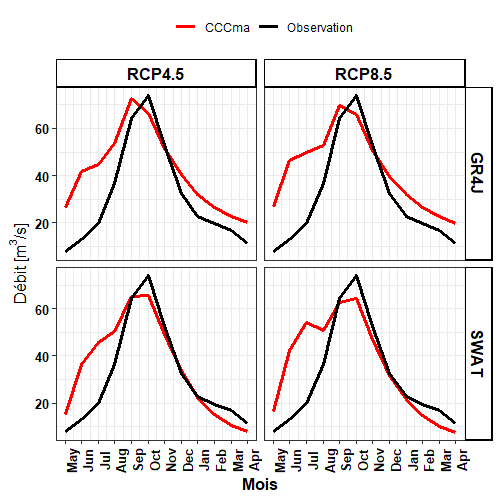 CCCma Observation
RCP4.5 RCP8.5
Débit [m³/s]
60
40
20
GR4J
60
40
20
SWAT
May Jun Jul Aug Sep Oct Nov Dec Jan Feb Mar Apr May Jun Jul Aug Sep Oct Nov Dec Jan Feb Mar Apr
Mois